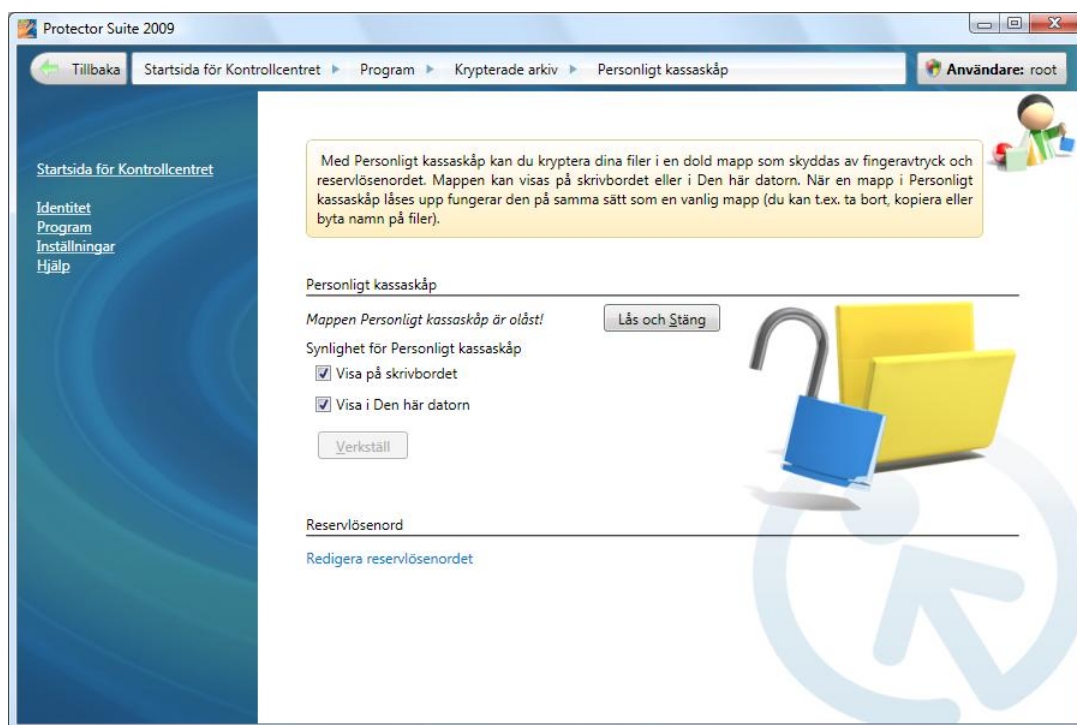 Protector Suite 2009
Tillbaka
Startsida för Kontrollcentret Program Krypterade arkiv Personligt kassaskåp
Användare: root
Startsida för Kontrollcentret
Identitet
Program
Inställningar
Hjälp
Med Personligt kassaskåp kan du kryptera dina filer i en dold mapp som skyddas av fingeravtryck och
reservlösenordet. Mappen kan visas på skrivbordet eller i Den här datorn. När en mapp i Personligt
kassaskåp låses upp fungerar den på samma sätt som en vanlig mapp (du kan t.ex. ta bort, kopiera eller
byta namn på filer).
Personligt kassaskåp
Mappen Personligt kassaskåp är olåst!
Lås och Stäng
Synlighet för Personligt kassaskåp
Visa på skrivbordet
Visa i Den här datorn
Verkställ
Reservlösenord
Redigera reservlösenordet